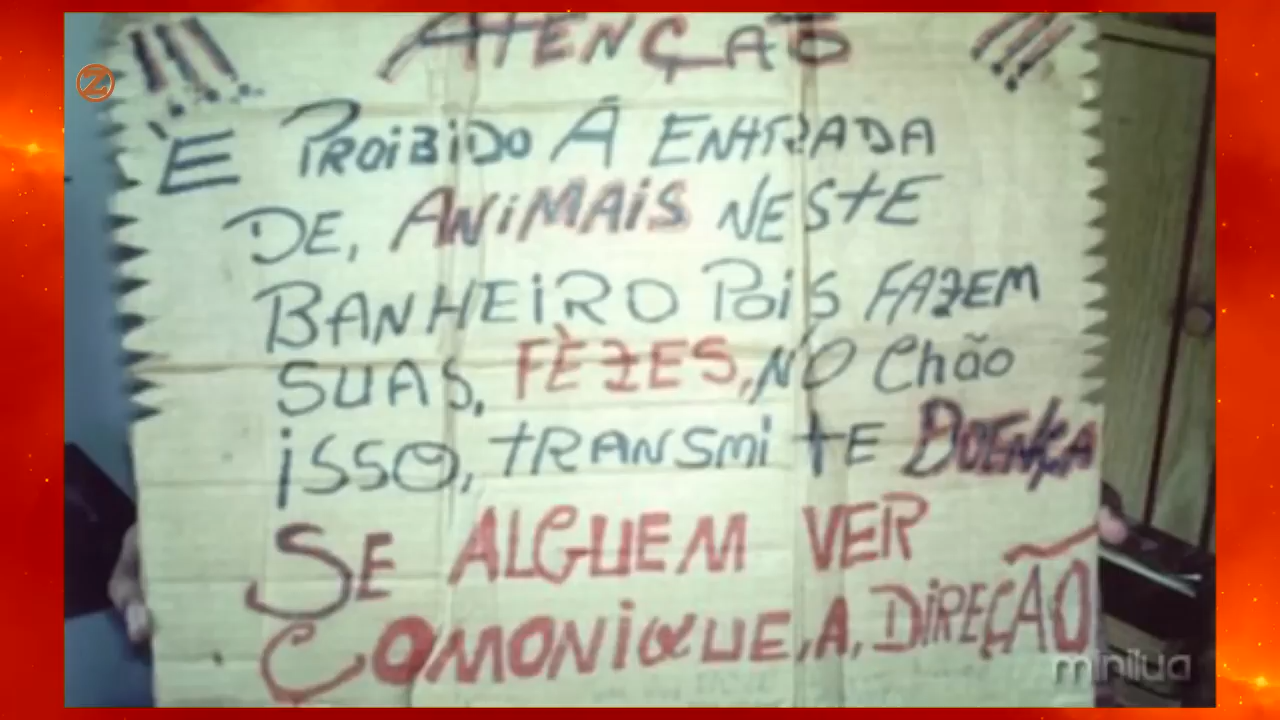 !!! ATENÇÃO !!!
É PROIBIDO Á ENTRADA
DE, ANIMAIS NESTE
BANHEIRO POIS FAZEM
SUAS, FÈZES, NO Chão
ISSO, TRANSMITE DOENÇA
SE ALGUEM VER
COMONIQUE, A, DIREÇÃO
minilua
Z